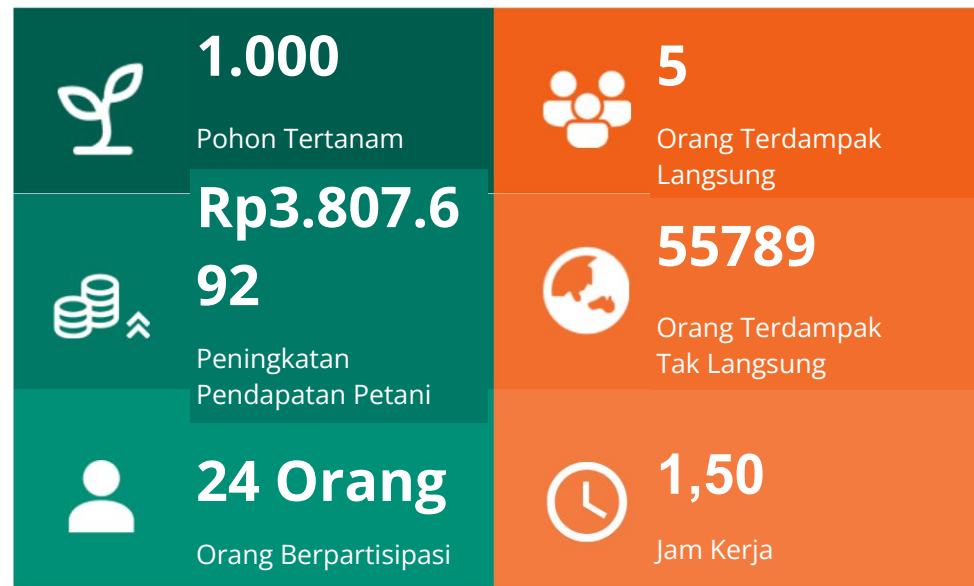 1.000
Pohon Tertanam
5
Orang Terdampak
Langsung
Rp3.807.6
92
Peningkatan
Pendapatan Petani
55789
Orang Terdampak
Tak Langsung
24 Orang
Orang Berpartisipasi
1,50
Jam Kerja